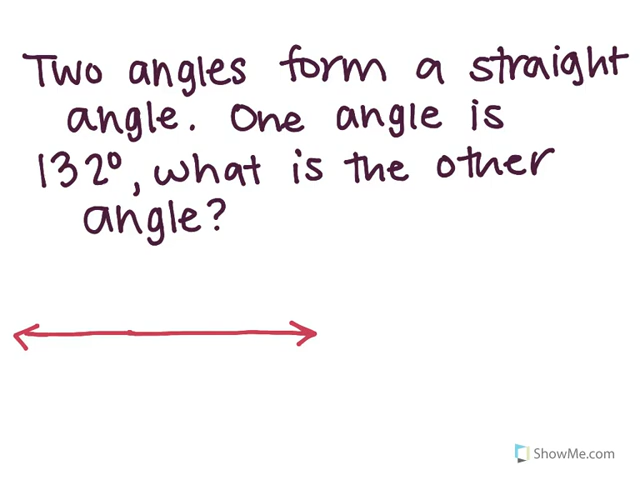 Two angles form a straight
angle. One angle is
132°, what is the other
angle?
ShowMe.com